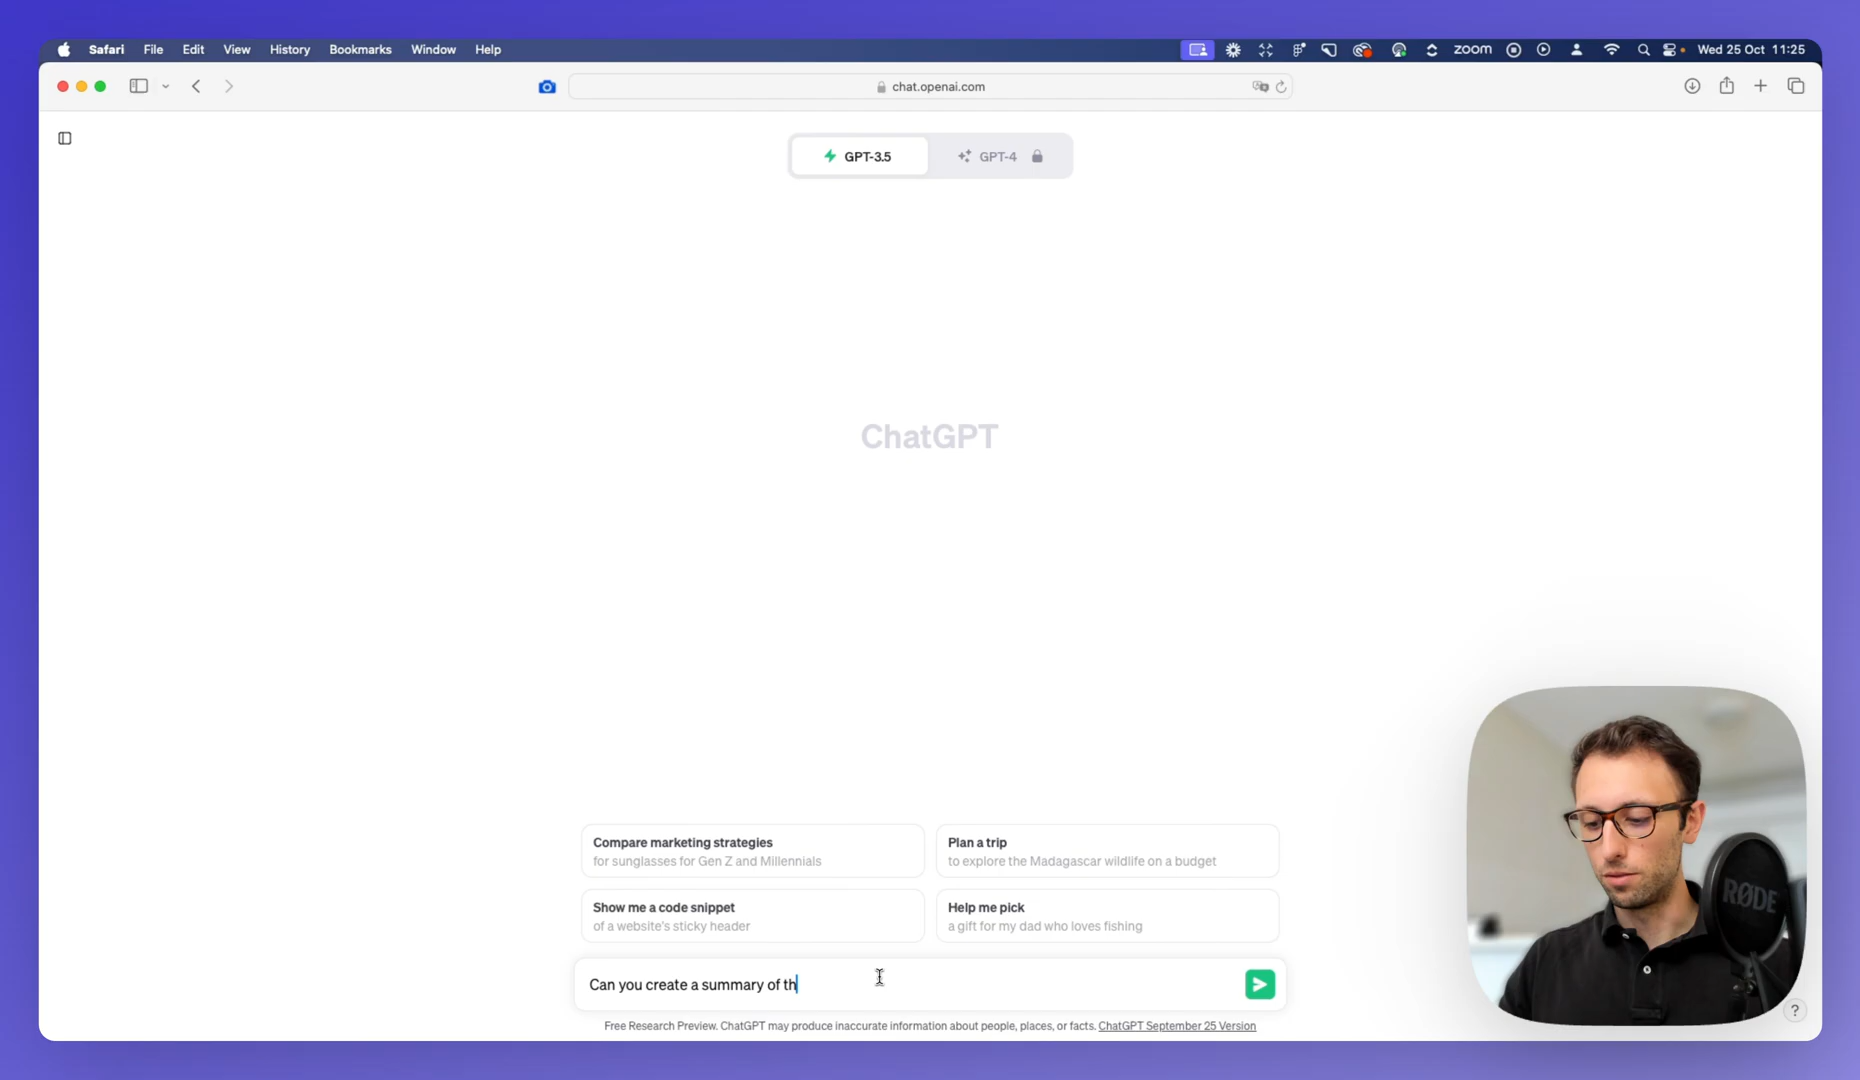 Safari File Edit View History Bookmarks Window Help zoom Wed 25 Oct 11:25
chat.openai.com
GPT-3.5 GPT-4
ChatGPT
Compare marketing strategies
for sunglasses for Gen Z and Millennials
Plan a trip
to explore the Madagascar wildlife on a budget
Show me a code snippet
of a website's sticky header
Help me pick
a gift for my dad who loves fishing
Can you create a summary of th
Free Research Preview. ChatGPT may produce inaccurate information about people, places, or facts. ChatGPT September 25 Version
?
RØDE